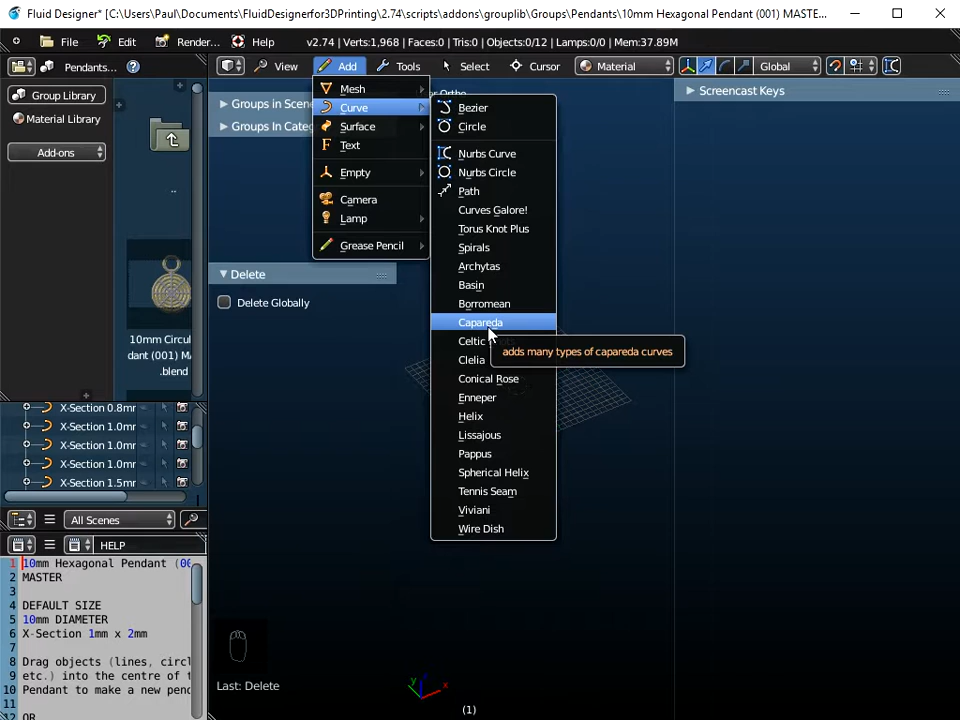 Fluid Designer* [C:\Users\Paul\Documents\FluidDesignerfor3DPrinting\2.74\scripts\addons\grouplib\Groups\Pendants\10mm Hexagonal Pendant (001) MASTE...
File Edit Render... Help v2.74 | Verts:1,968 | Faces:0 | Tris:0 | Objects:0/12 | Lamps:0/0 | Mem:37.89M
Pendants... View Add Tools Select Cursor Material Global
Group Library
Material Library
Add-ons
..
10mm Circul
dant (001) MA
.blend
Groups in Scen
Groups In Categ
Ortho
Mesh
Curve
Surface
Text
Empty
Camera
Lamp
Grease Pencil
Bezier
Circle
Nurbs Curve
Nurbs Circle
Path
Curves Galore!
Torus Knot Plus
Spirals
Archytas
Basin
Borromean
Capareda
Celtic
Clelia
Conical Rose
Enneper
Helix
Lissajous
Pappus
Spherical Helix
Tennis Seam
Viviani
Wire Dish
adds many types of capareda curves
Screencast Keys
Delete
Delete Globally
X-Section 0.8mr
X-Section 1.0mr
X-Section 1.0mr
X-Section 1.0mr
X-Section 1.5mr
All Scenes
HELP
1 10mm Hexagonal Pendant (00
2 MASTER
3
4 DEFAULT SIZE
5 10mm DIAMETER
6 X-Section 1mm x 2mm
7
8 Drag objects (lines, circl
9 etc.) into the centre of t
10 Pendant to make a new penc
11
12 OR
Last: Delete
y z x
(1)